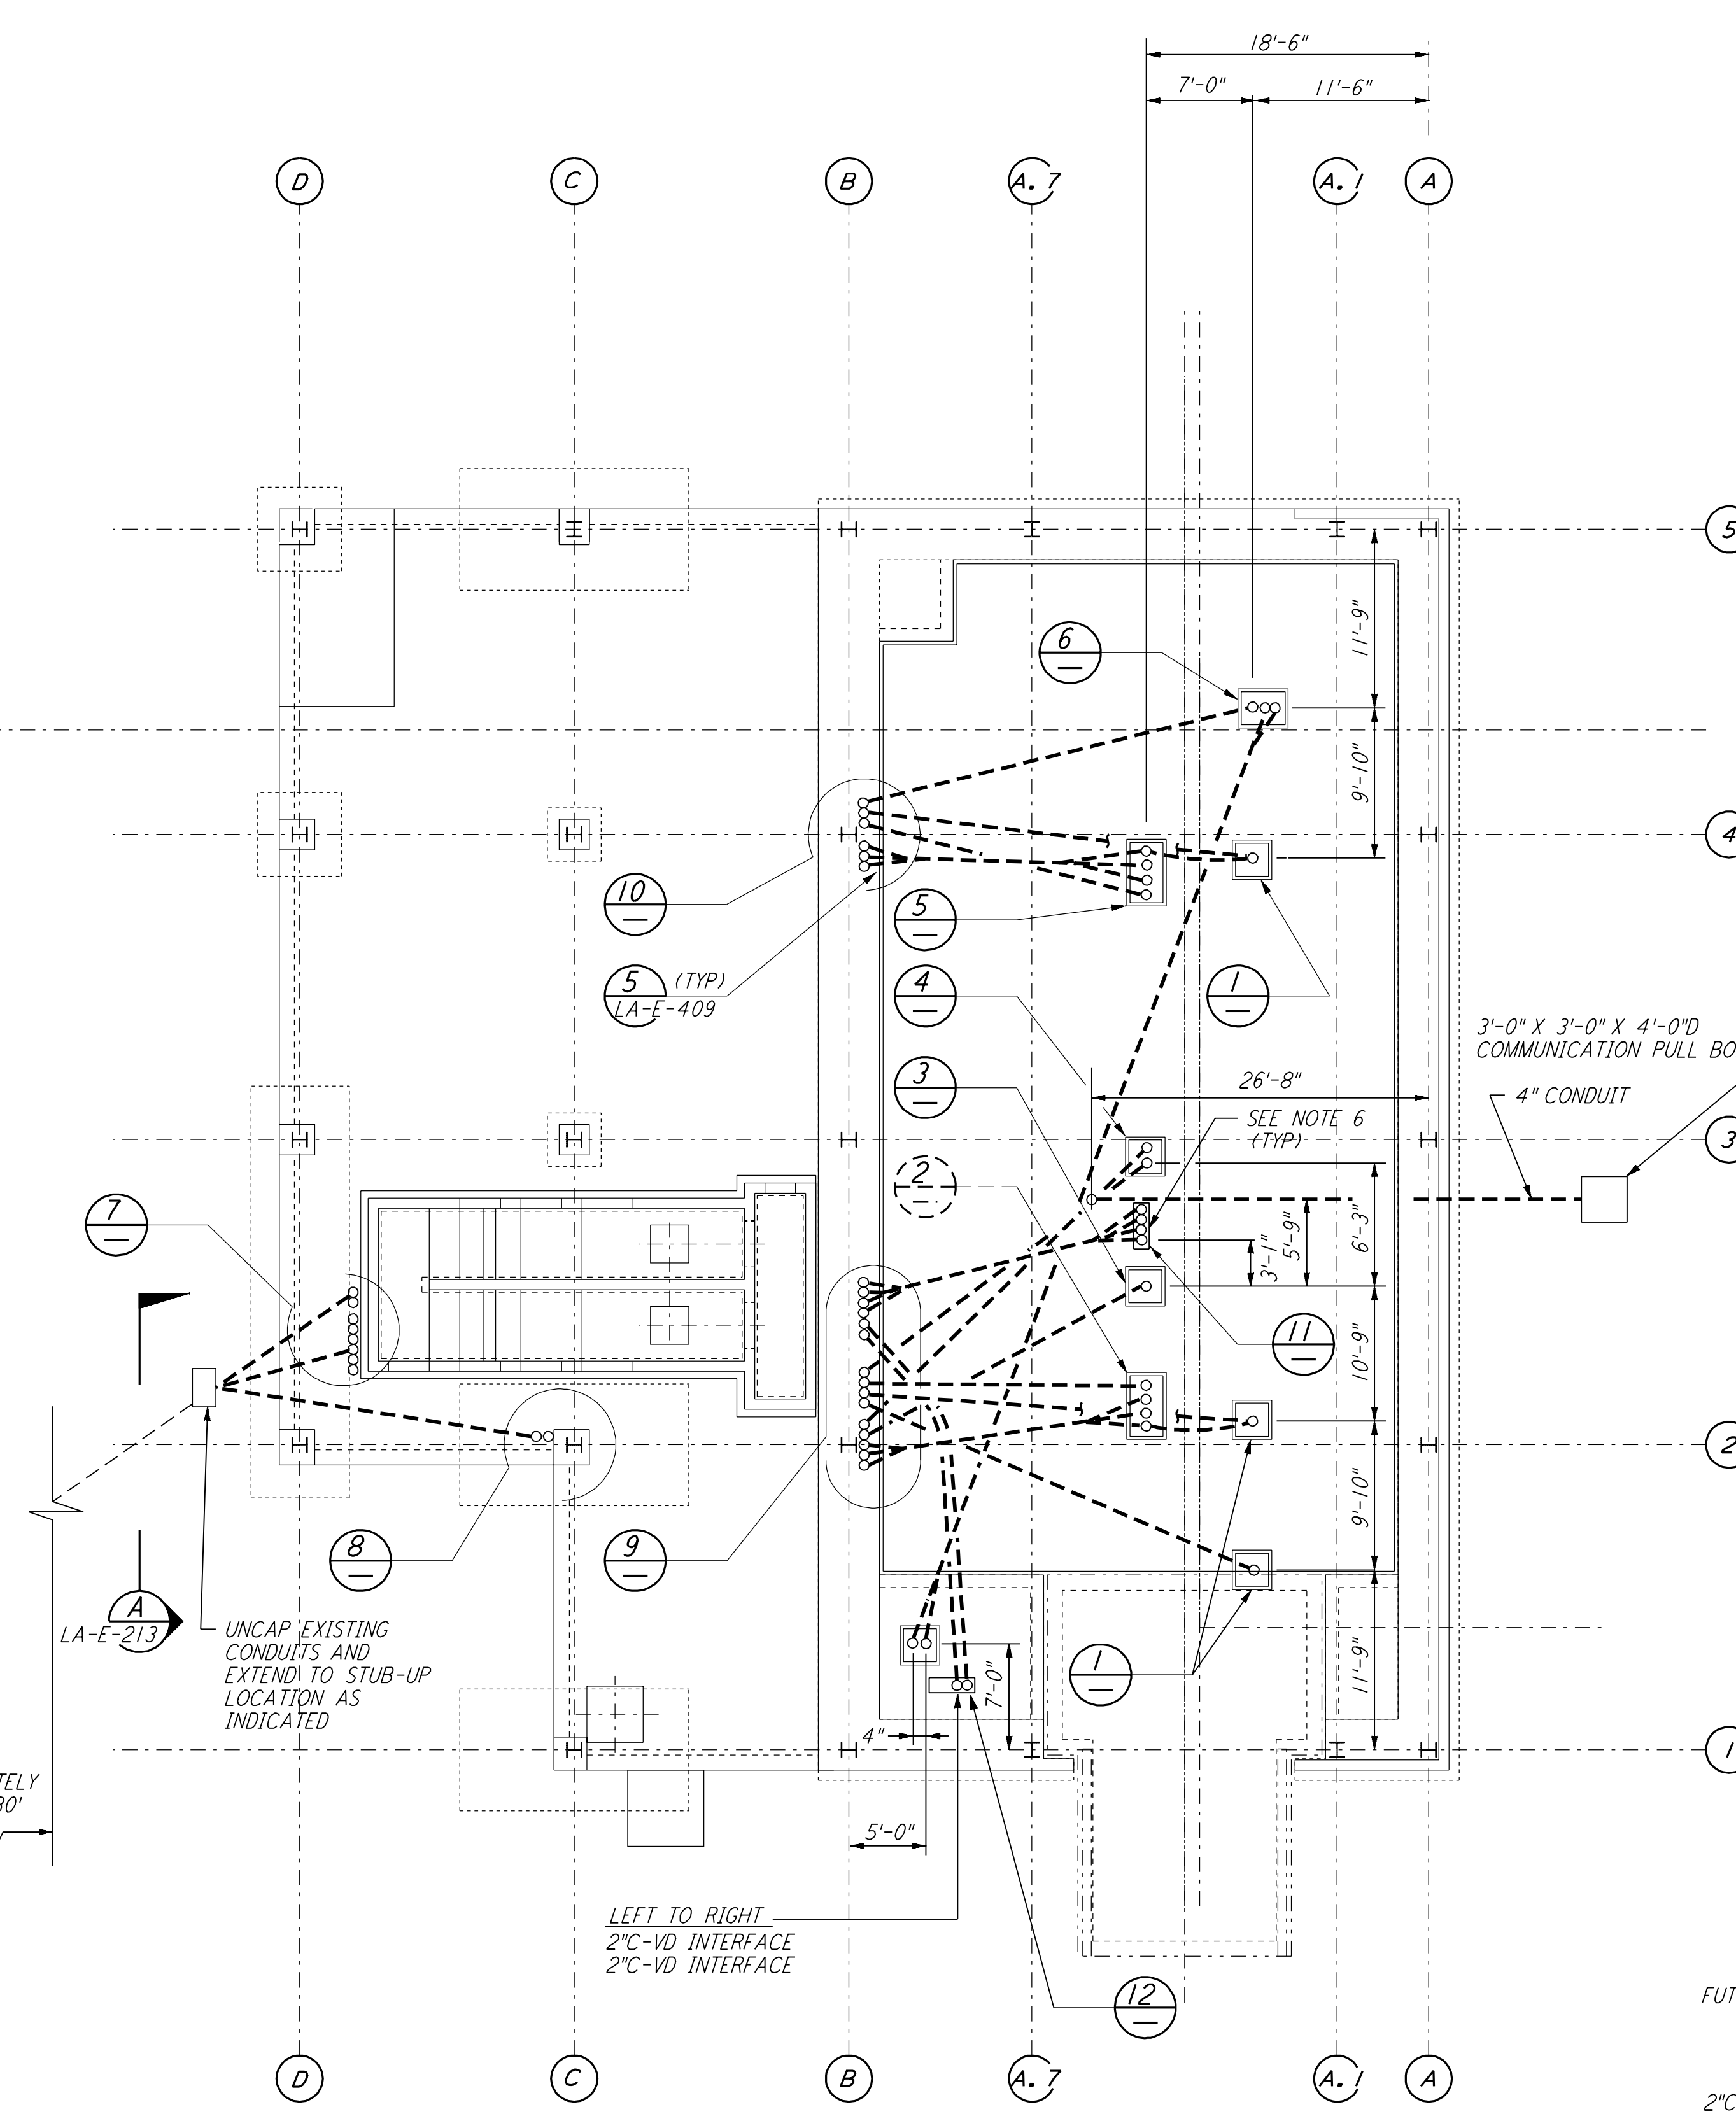 18'-6"
7'-0"
11'-6"
D
C
B
A.7
A.1
A
5
11'-9"
6
9'-10"
4
10
5
5
(TYP)
LA-E-409
4
1
3'-0" X 3'-0" X 4'-0"D
COMMUNICATION PULL BO
3
26'-8"
4" CONDUIT
SEE NOTE 6
(TYP)
3
2
7
3'-1"
5'-9"
6'-3"
11
10'-9"
2
9'-10"
8
9
A
LA-E-213
UNCAP EXISTING
CONDUITS AND
EXTEND TO STUB-UP
LOCATION AS
INDICATED
1
7'-0"
11'-9"
4"
1
TELY
30'
5'-0"
LEFT TO RIGHT
2"C-VD INTERFACE
2"C-VD INTERFACE
12
FUT
D
C
B
A.7
A.1
A
2"C